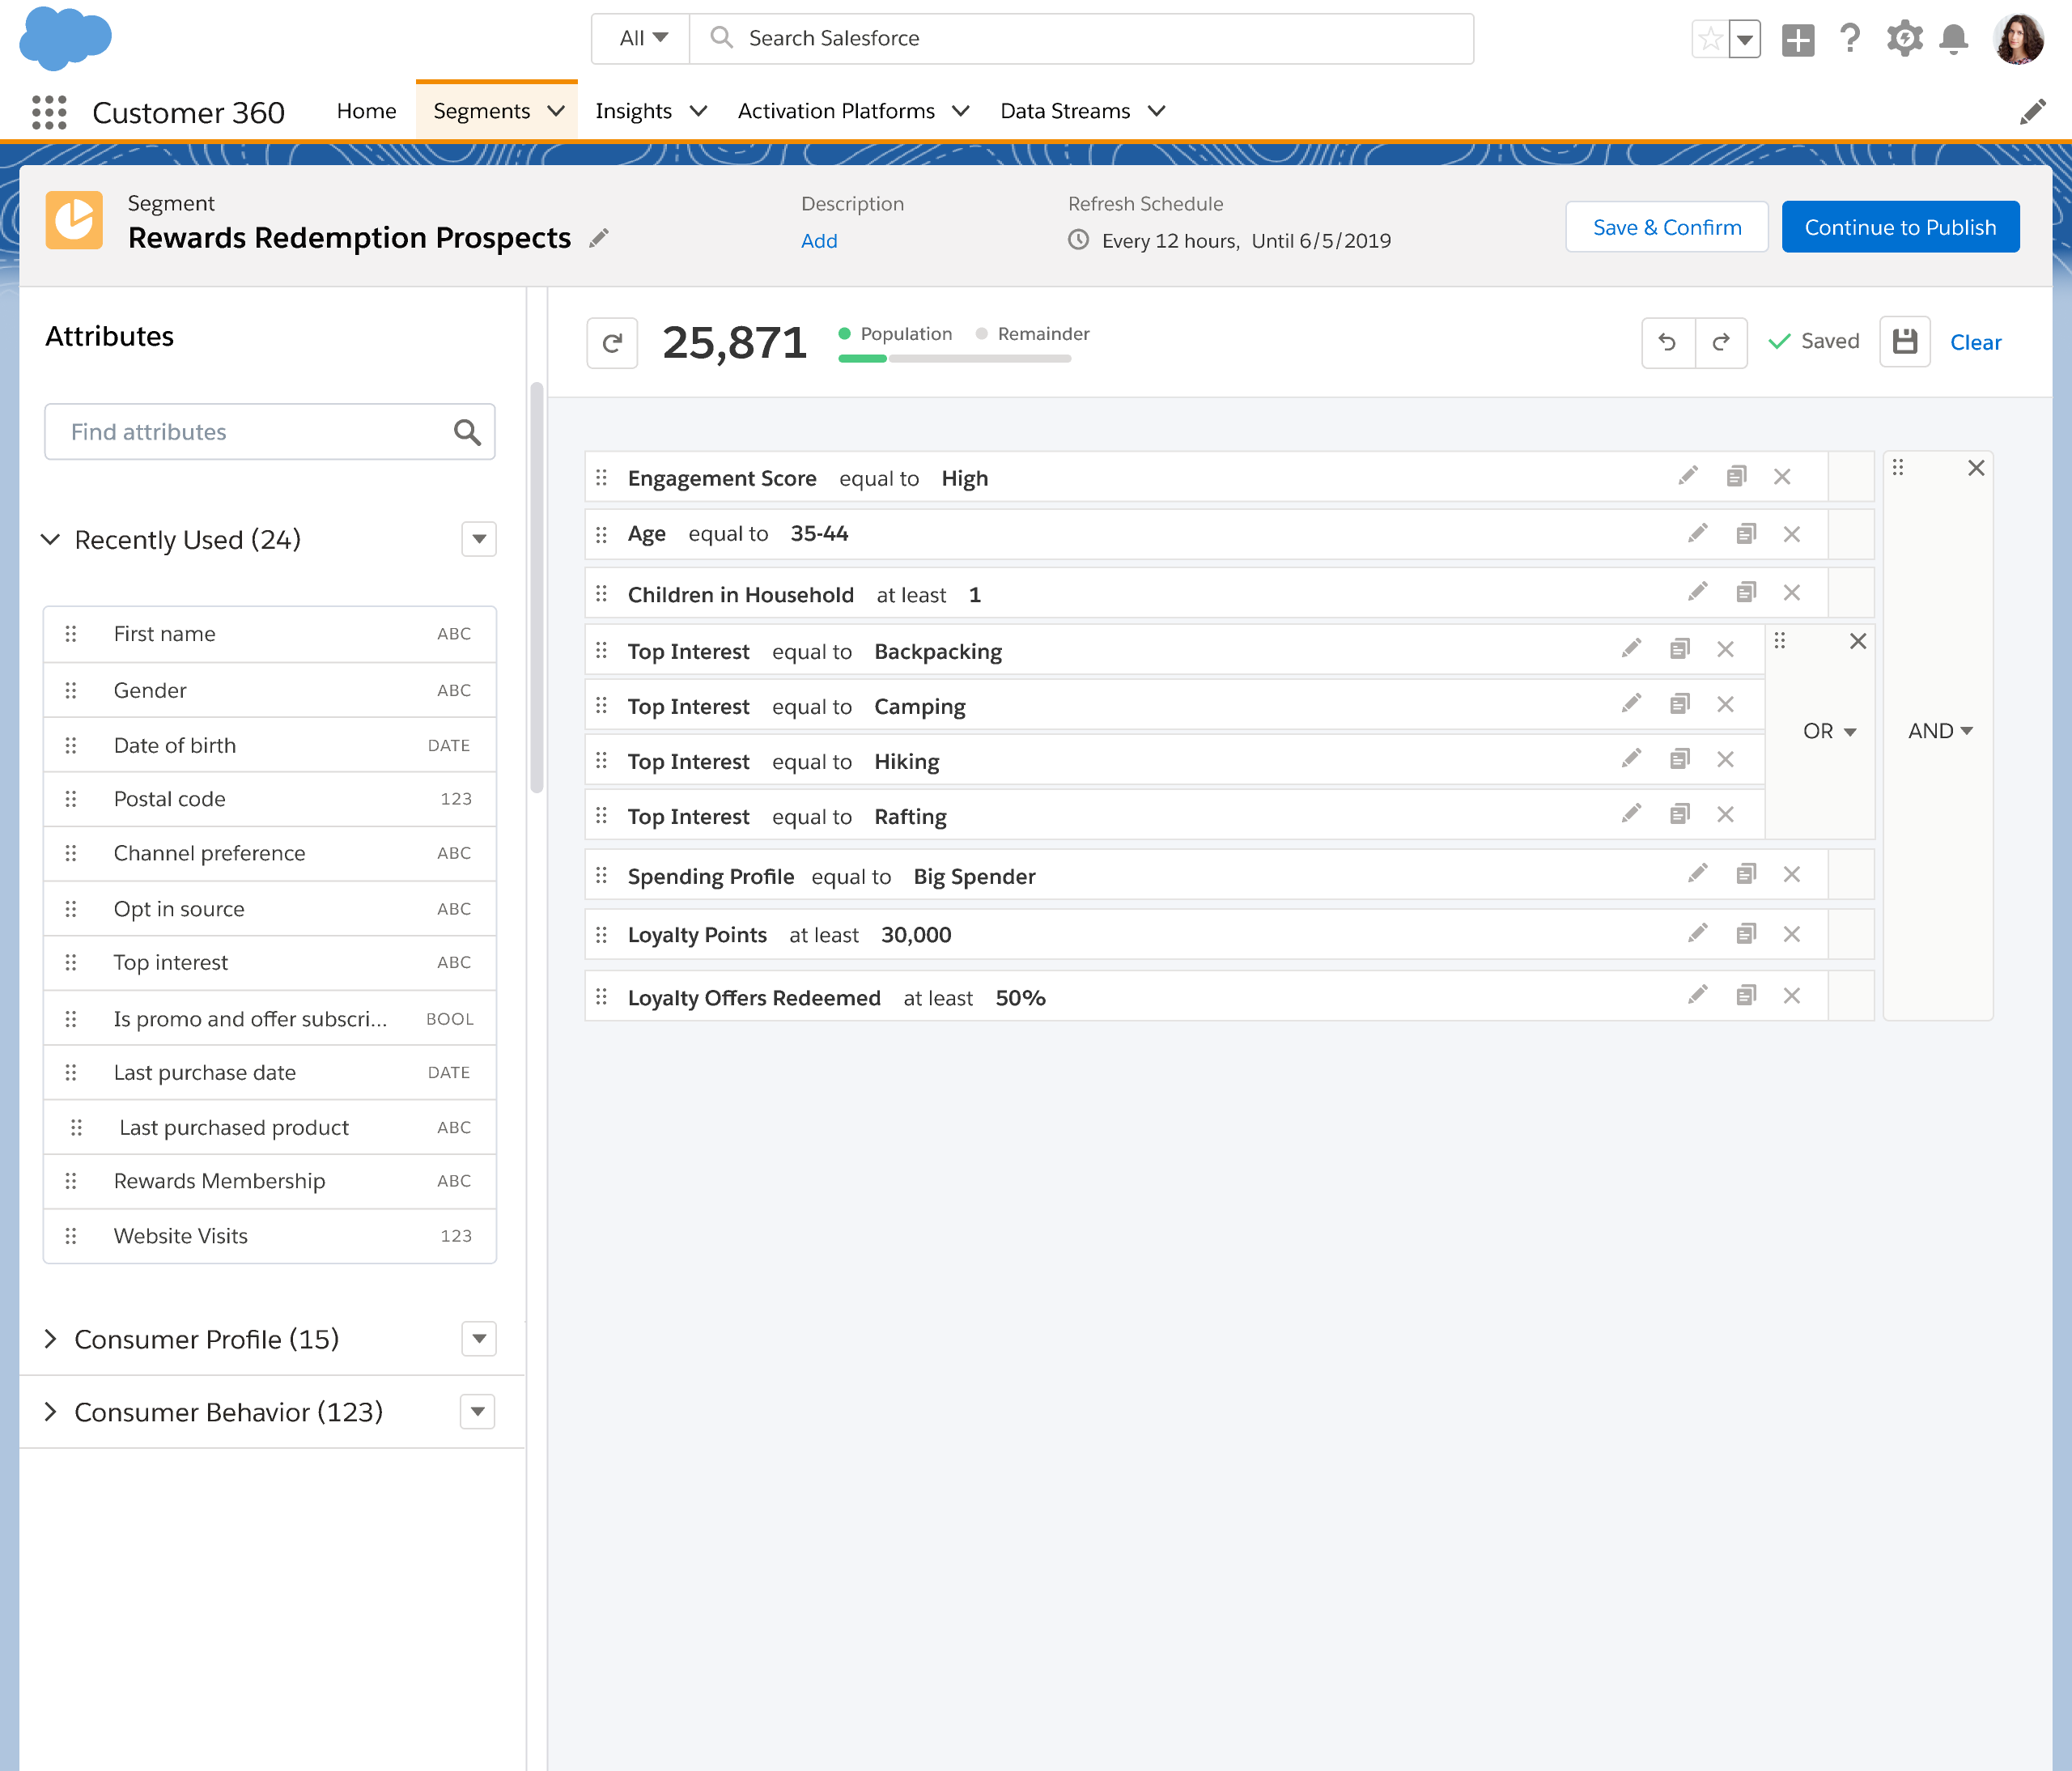 All
Search Salesforce
Customer 360
Home
Segments
Insights
Activation Platforms
Data Streams
Segment
Rewards Redemption Prospects
Description
Add
Refresh Schedule
Every 12 hours, Until 6/5/2019
Save & Confirm
Continue to Publish
Attributes
Find attributes
Recently Used (24)
First name ABC
Gender ABC
Date of birth DATE
Postal code 123
Channel preference ABC
Opt in source ABC
Top interest ABC
Is promo and offer subscri... BOOL
Last purchase date DATE
Last purchased product ABC
Rewards Membership ABC
Website Visits 123
Consumer Profile (15)
Consumer Behavior (123)
25,871
Population
Remainder
Saved
Clear
Engagement Score equal to High
Age equal to 35-44
Children in Household at least 1
Top Interest equal to Backpacking
Top Interest equal to Camping
Top Interest equal to Hiking
Top Interest equal to Rafting
OR
AND
Spending Profile equal to Big Spender
Loyalty Points at least 30,000
Loyalty Offers Redeemed at least 50%